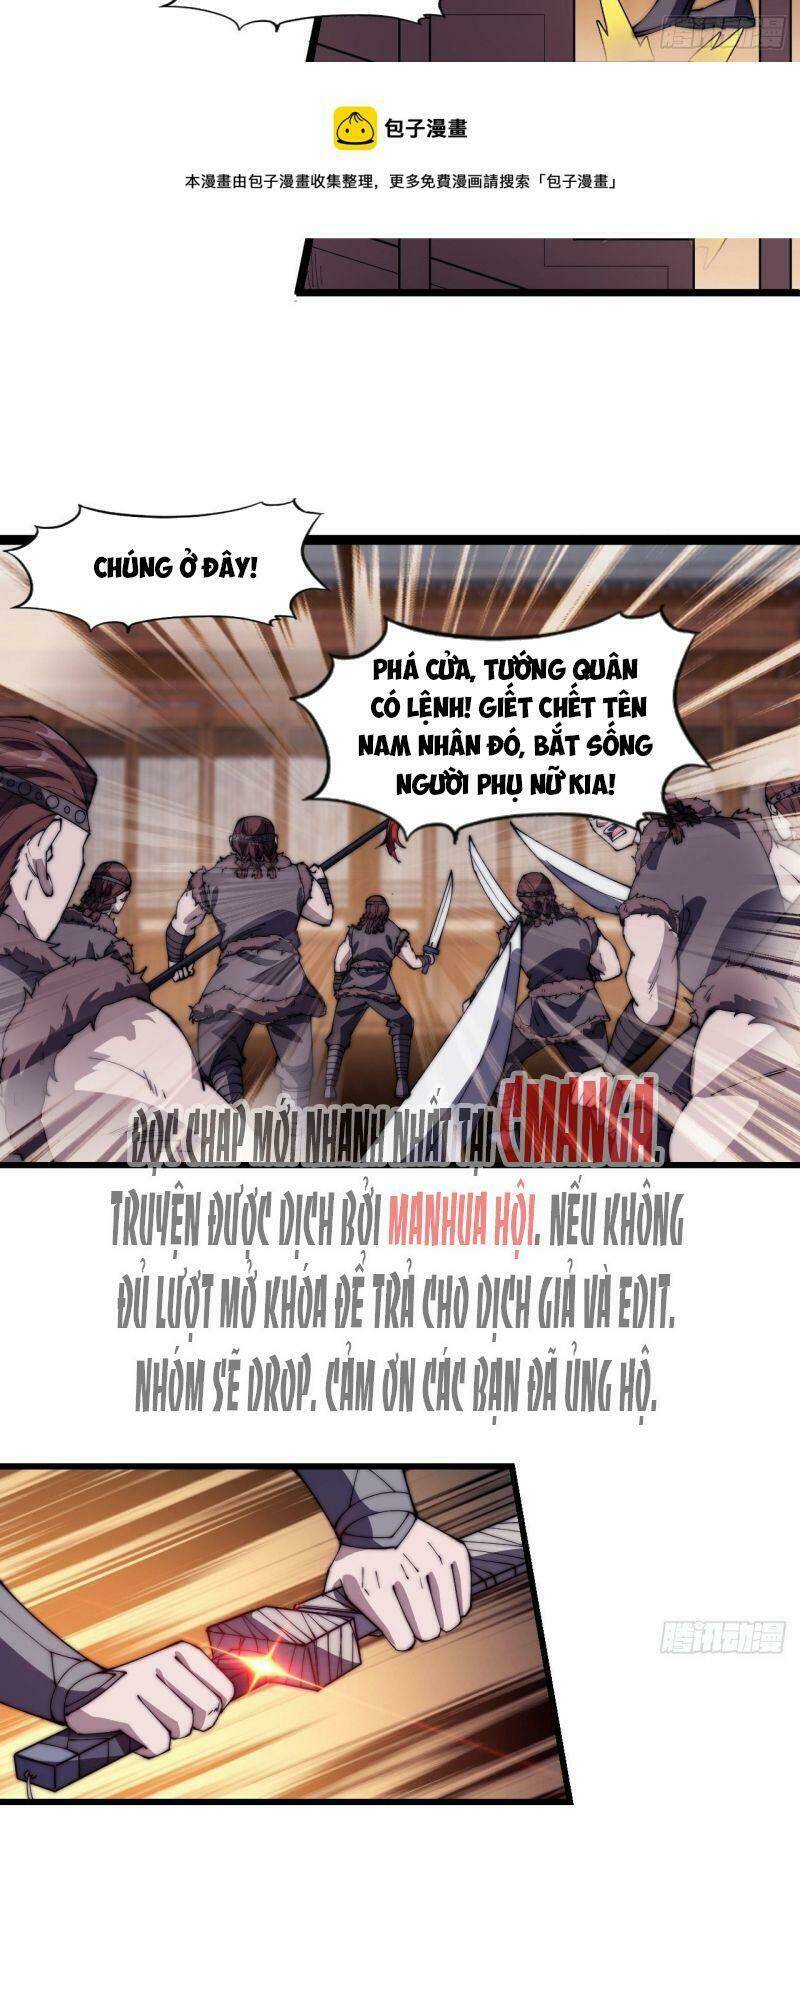 腾讯动漫
包子漫畫
本漫畫由包子漫畫收集整理，更多免費漫画請搜索「包子漫畫」
CHÚNG Ở ĐÂY!
PHÁ CỬA, TƯỚNG QUÂN
CÓ LỆNH! GIẾT CHẾT TÊN
NAM NHÂN ĐÓ, BẮT SỐNG
NGƯỜI PHỤ NỮ KIA!
ĐỌC CHAP MỚI NHANH NHẤT TẠI CMANGA.
TRUYỆN ĐƯỢC DỊCH BỞI MANHUA HỘI. NẾU KHÔNG
ĐỦ LƯỢT MỞ KHÓA ĐỂ TRẢ CHO DỊCH GIẢ VÀ EDIT.
NHÓM SẼ DROP. CẢM ƠN CÁC BẠN ĐÃ ỦNG HỘ.
腾讯动漫